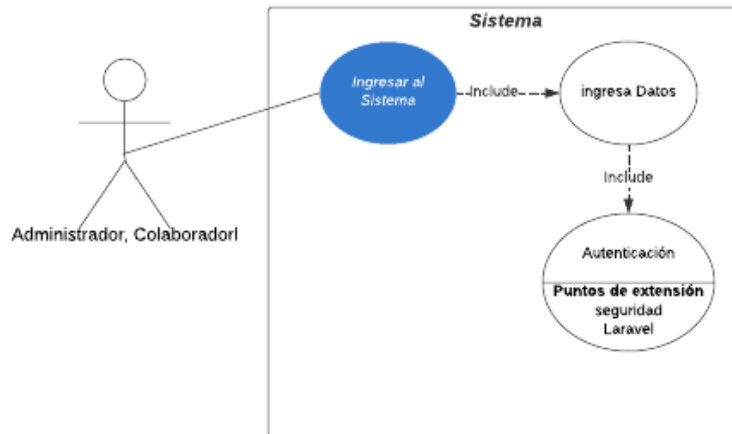 Sistema
Ingresar al
Sistema
Include
ingresa Datos
Include
Administrador, Colaboradorl
Autenticación
Puntos de extensión
seguridad
Laravel